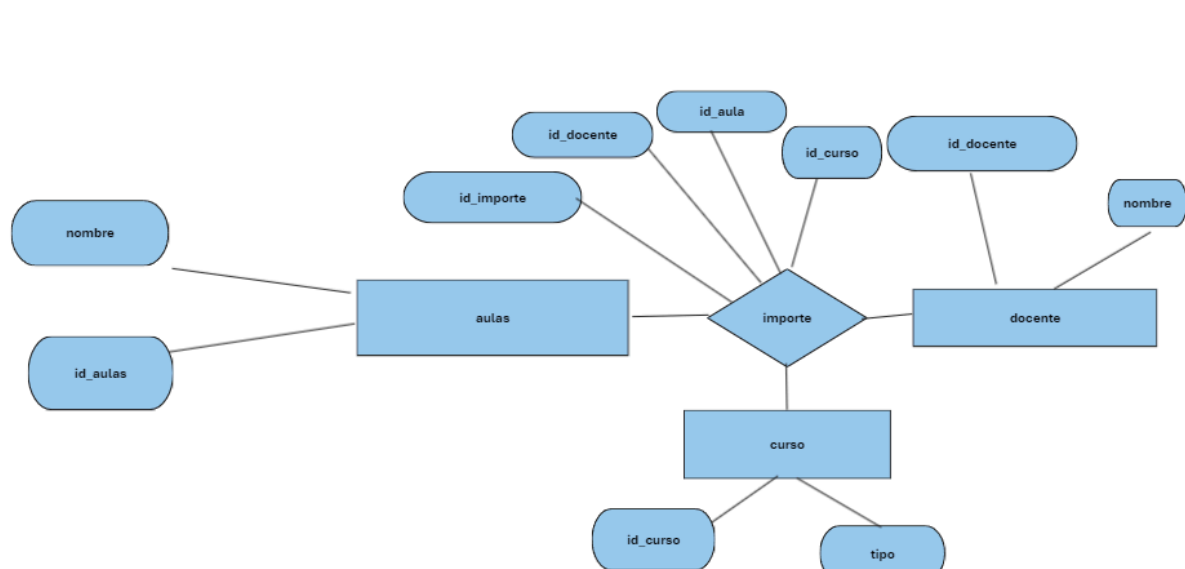 id_aula
id_docente
id_curso
id_docente
id_importe
nombre
nombre
aulas
importe
docente
id_aulas
curso
id_curso
tipo